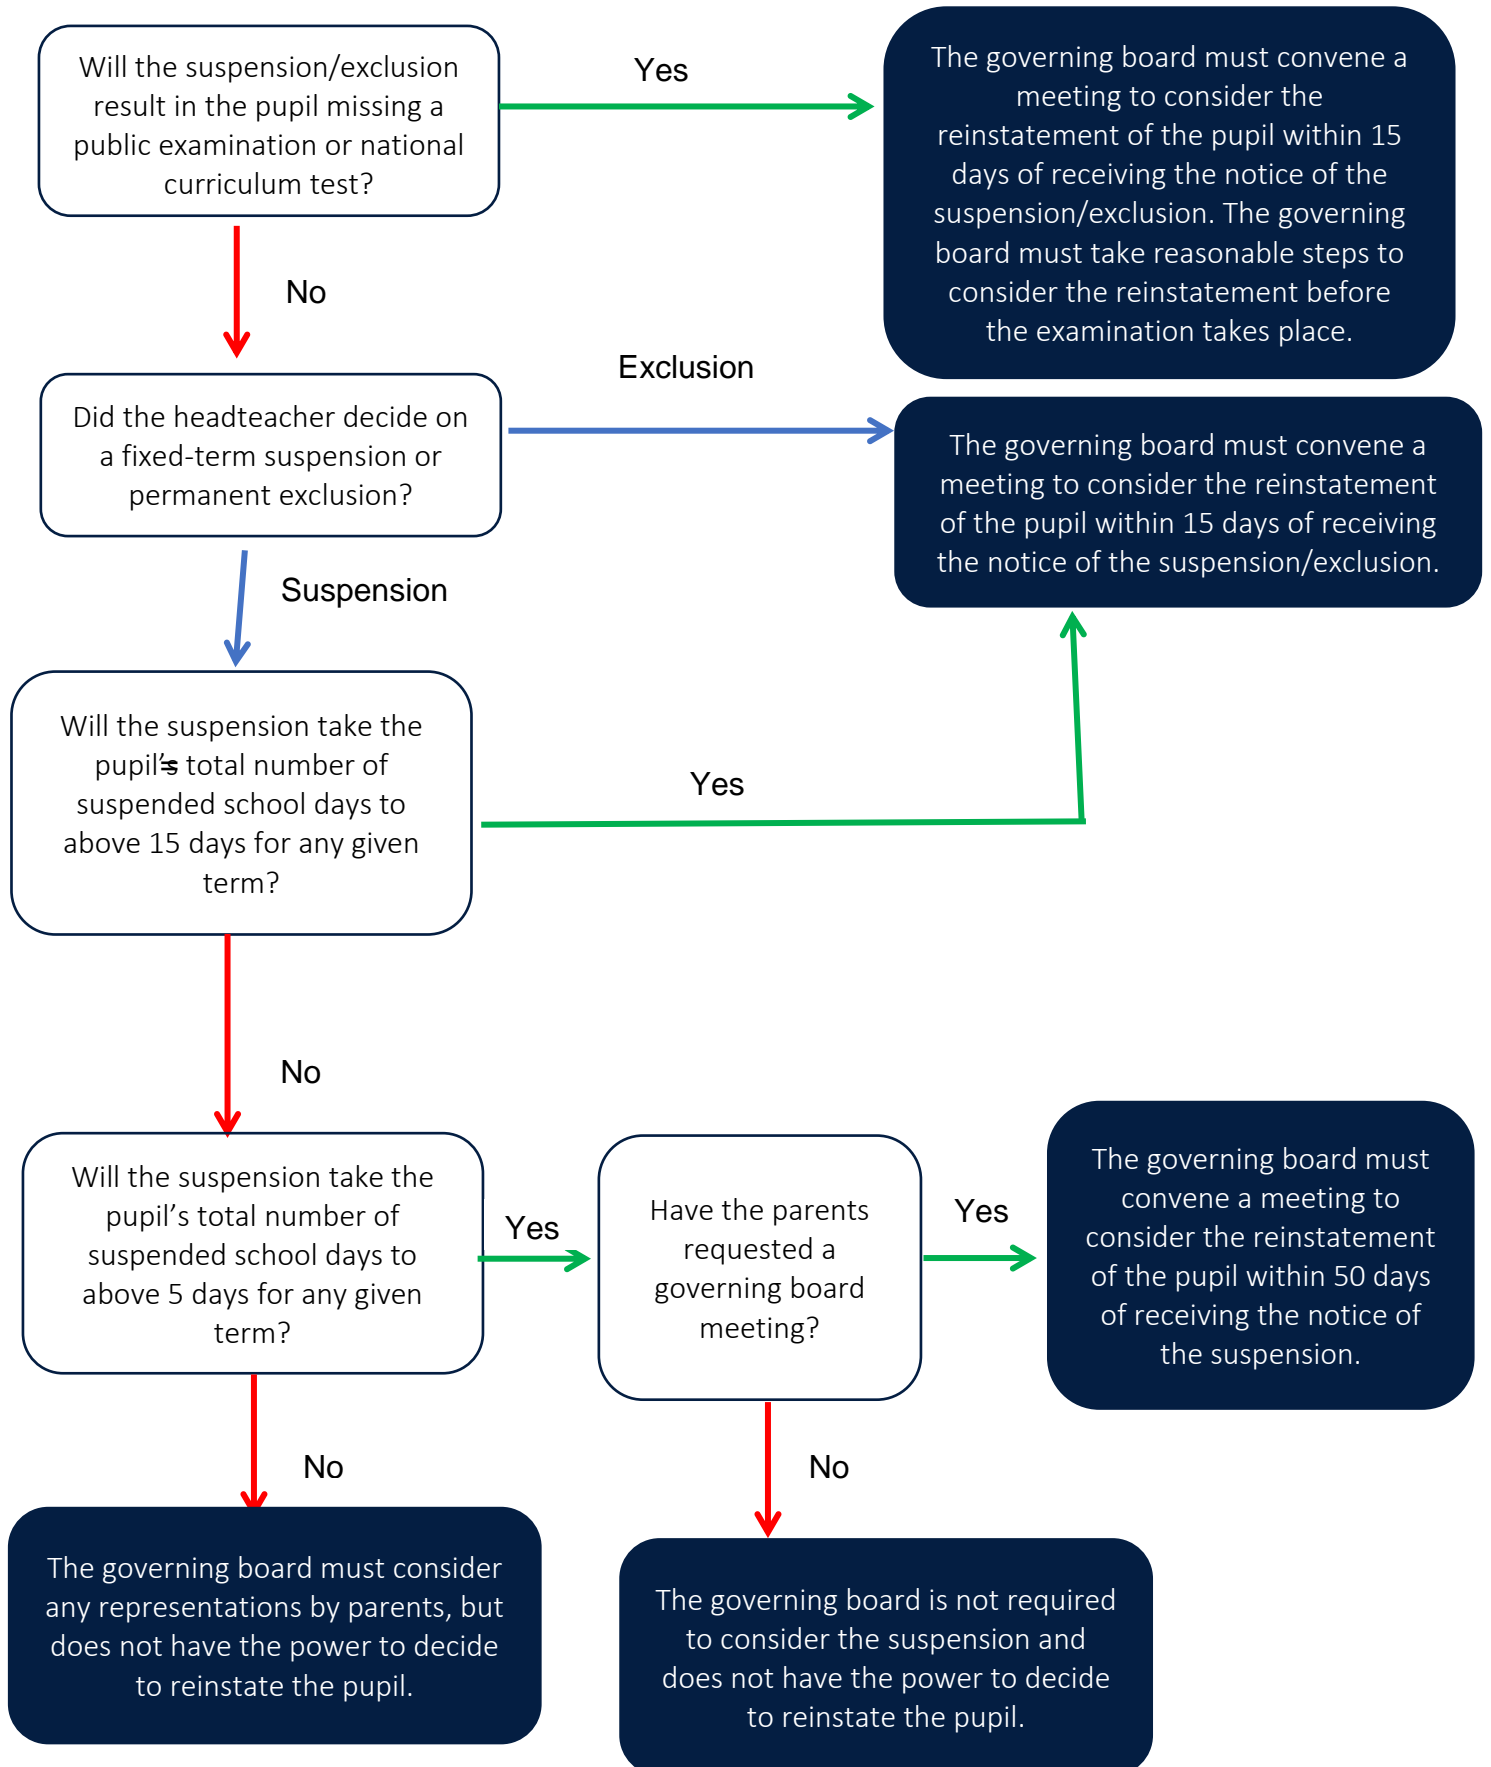 Will the suspension/exclusion
result in the pupil missing a
public examination or national
curriculum test?
Yes
The governing board must convene a
meeting to consider the
reinstatement of the pupil within 15
days of receiving the notice of the
suspension/exclusion. The governing
board must take reasonable steps to
consider the reinstatement before
the examination takes place.
No
Did the headteacher decide on
a fixed-term suspension or
permanent exclusion?
Exclusion
The governing board must convene a
meeting to consider the reinstatement
of the pupil within 15 days of receiving
the notice of the suspension/exclusion.
Suspension
Will the suspension take the
pupil’s total number of
suspended school days to
above 15 days for any given
term?
Yes
No
Will the suspension take the
pupil’s total number of
suspended school days to
above 5 days for any given
term?
Yes
Have the parents
requested a
governing board
meeting?
Yes
The governing board must
convene a meeting to
consider the reinstatement
of the pupil within 50 days
of receiving the notice of
the suspension.
No
The governing board must consider
any representations by parents, but
does not have the power to decide
to reinstate the pupil.
No
The governing board is not required
to consider the suspension and
does not have the power to decide
to reinstate the pupil.